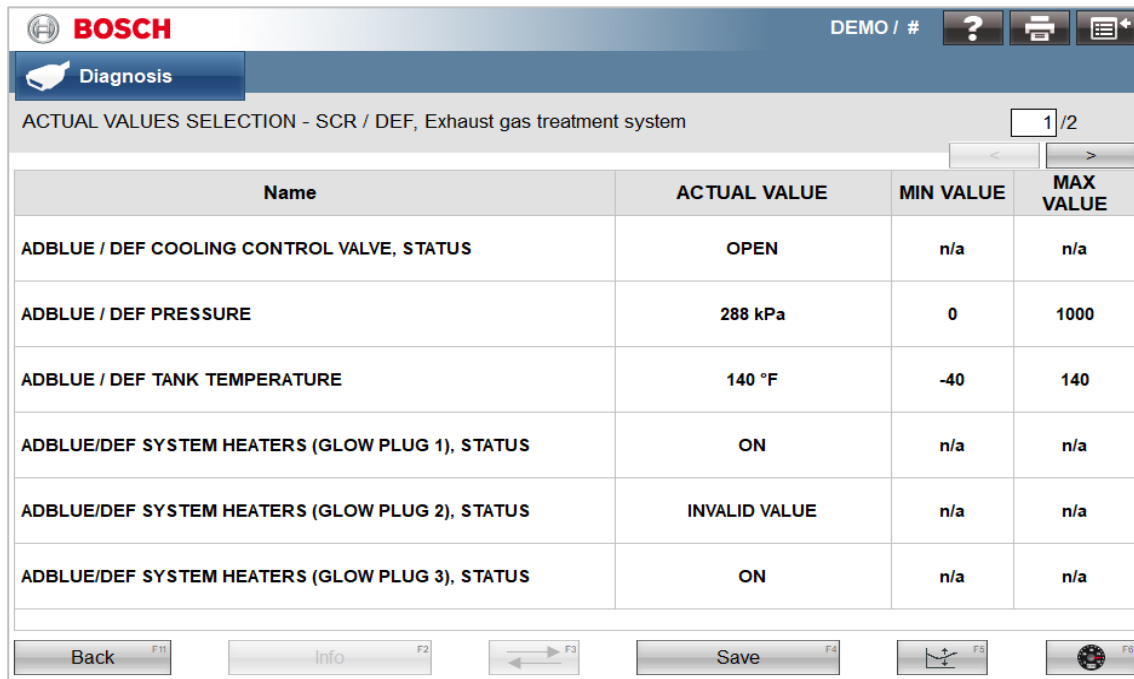 BOSCH
DEMO / #
?
Diagnosis
ACTUAL VALUES SELECTION - SCR / DEF, Exhaust gas treatment system
1 /2
< >
Name ACTUAL VALUE MIN VALUE MAX VALUE
ADBLUE / DEF COOLING CONTROL VALVE, STATUS OPEN n/a n/a
ADBLUE / DEF PRESSURE 288 kPa 0 1000
ADBLUE / DEF TANK TEMPERATURE 140 °F -40 140
ADBLUE/DEF SYSTEM HEATERS (GLOW PLUG 1), STATUS ON n/a n/a
ADBLUE/DEF SYSTEM HEATERS (GLOW PLUG 2), STATUS INVALID VALUE n/a n/a
ADBLUE/DEF SYSTEM HEATERS (GLOW PLUG 3), STATUS ON n/a n/a
Back F11 Info F2 F3 Save F4 F5 F6